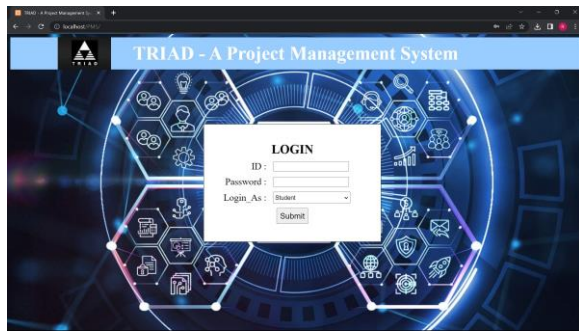 TRIAD - A Project Management Sy... × +
localhost/PMS/
TRIAD
TRIAD - A Project Management System
LOGIN
ID :
Password :
Login_As : Student
Submit